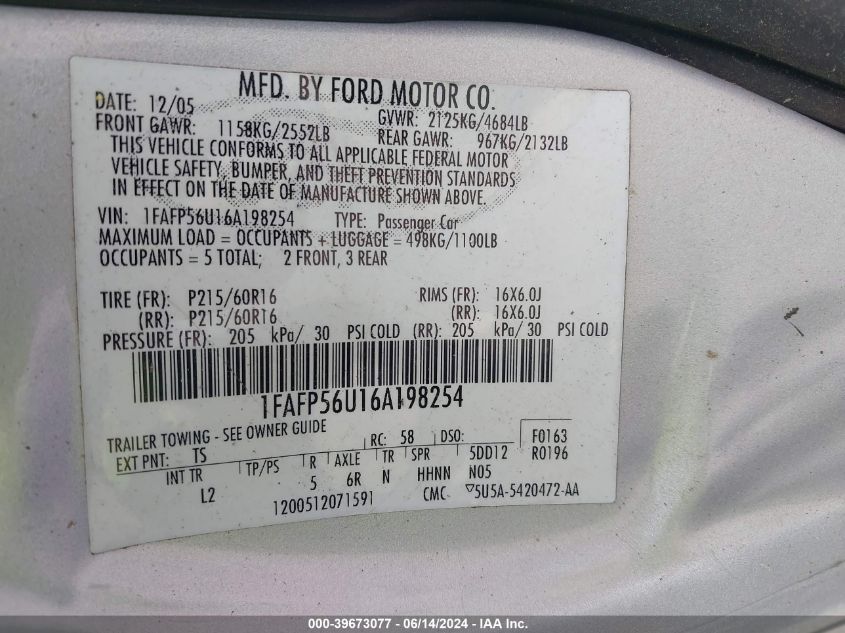 MFD. BY FORD MOTOR CO.
DATE: 12/05 GVWR: 2125KG/4684LB
FRONT GAWR: 1158KG/2552LB REAR GAWR: 967KG/2132LB
THIS VEHICLE CONFORMS TO ALL APPLICABLE FEDERAL MOTOR
VEHICLE SAFETY, BUMPER, AND THEFT PREVENTION STANDARDS
IN EFFECT ON THE DATE OF MANUFACTURE SHOWN ABOVE.
VIN: 1FAFP56U16A198254 TYPE: Passenger Car
MAXIMUM LOAD = OCCUPANTS + LUGGAGE = 498KG/1100LB
OCCUPANTS = 5 TOTAL; 2 FRONT, 3 REAR
TIRE (FR): P215/60R16 RIMS (FR): 16X6.0J
(RR): P215/60R16 (RR): 16X6.0J
PRESSURE (FR): 205 kPa/ 30 PSI COLD (RR): 205 kPa/ 30 PSI COLD
1FAFP56U16A198254
TRAILER TOWING - SEE OWNER GUIDE
RC: 58 DSO: F0163
EXT PNT: TS R0196
INT TR TP/PS R AXLE TR SPR 5DD12
L2 5 6R N HHNN N05
1200512071591 CMC 5U5A-5420472-AA
000-39673077 - 06/14/2024 - IAA Inc.